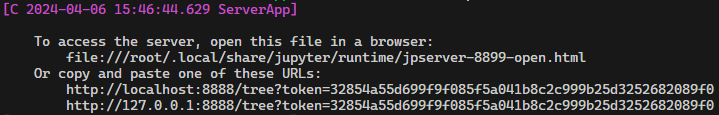 [C 2024-04-06 15:46:44.629 ServerApp]
To access the server, open this file in a browser:
file:///root/.local/share/jupyter/runtime/jpserver-8899-open.html
Or copy and paste one of these URLs:
http://localhost:8888/tree?token=32854a55d699f9f085f5a041b8c2c999b25d3252682089f0
http://127.0.0.1:8888/tree?token=32854a55d699f9f085f5a041b8c2c999b25d3252682089f0